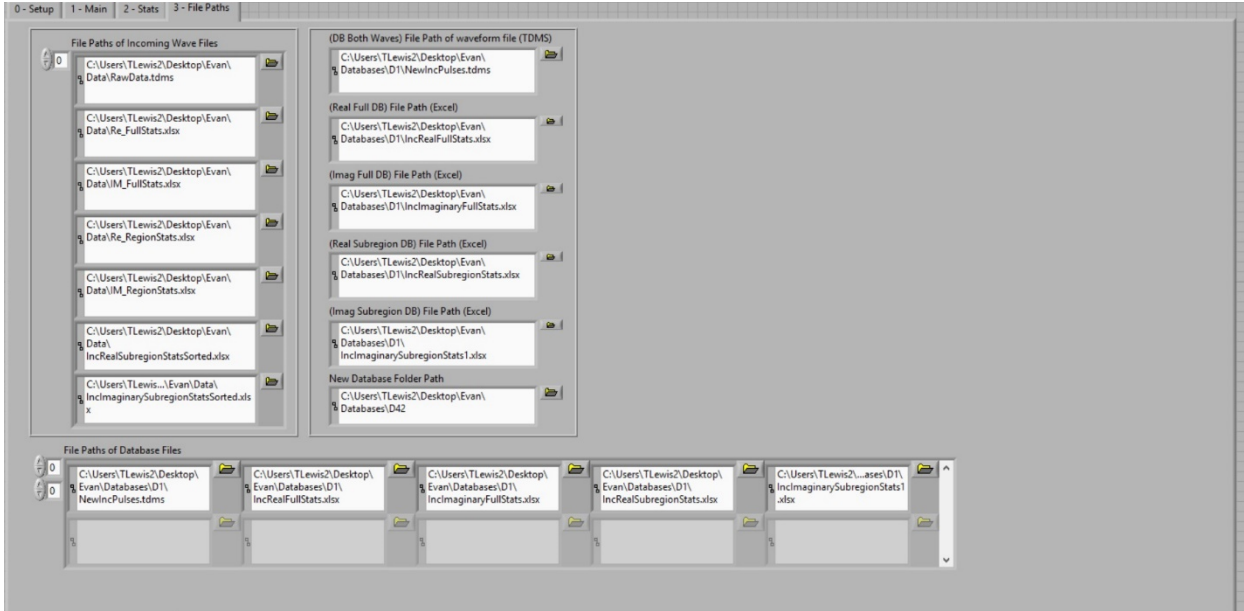 0 - Setup
1 - Main
2 - Stats
3 - File Paths
File Paths of Incoming Wave Files
0
C:\Users\TLewis2\Desktop\Evan\
Data\RawData.tdms
C:\Users\TLewis2\Desktop\Evan\
Data\Re_FullStats.xlsx
C:\Users\TLewis2\Desktop\Evan\
Data\IM_FullStats.xlsx
C:\Users\TLewis2\Desktop\Evan\
Data\Re_RegionStats.xlsx
C:\Users\TLewis2\Desktop\Evan\
Data\IM_RegionStats.xlsx
C:\Users\TLewis2\Desktop\Evan\
Data\
IncRealSubregionStatsSorted.xlsx
C:\Users\TLewis...\Evan\Data\
IncImaginarySubregionStatsSorted.xls
x
(DB Both Waves) File Path of waveform file (TDMS)
C:\Users\TLewis2\Desktop\Evan\
Databases\D1\NewIncPulses.tdms
(Real Full DB) File Path (Excel)
C:\Users\TLewis2\Desktop\Evan\
Databases\D1\IncRealFullStats.xlsx
(Imag Full DB) File Path (Excel)
C:\Users\TLewis2\Desktop\Evan\
Databases\D1\IncImaginaryFullStats.xlsx
(Real Subregion DB) File Path (Excel)
C:\Users\TLewis2\Desktop\Evan\
Databases\D1\IncRealSubregionStats.xlsx
(Imag Subregion DB) File Path (Excel)
C:\Users\TLewis2\Desktop\Evan\
Databases\D1\
IncImaginarySubregionStats1.xlsx
New Database Folder Path
C:\Users\TLewis2\Desktop\Evan\
Databases\D42
File Paths of Database Files
0
0
C:\Users\TLewis2\Desktop\
Evan\Databases\D1\
NewIncPulses.tdms
C:\Users\TLewis2\Desktop\
Evan\Databases\D1\
IncRealFullStats.xlsx
C:\Users\TLewis2\Desktop\
Evan\Databases\D1\
IncImaginaryFullStats.xlsx
C:\Users\TLewis2\Desktop\
Evan\Databases\D1\
IncRealSubregionStats.xlsx
C:\Users\TLewis2\...ases\D1\
IncImaginarySubregionStats1
.xlsx